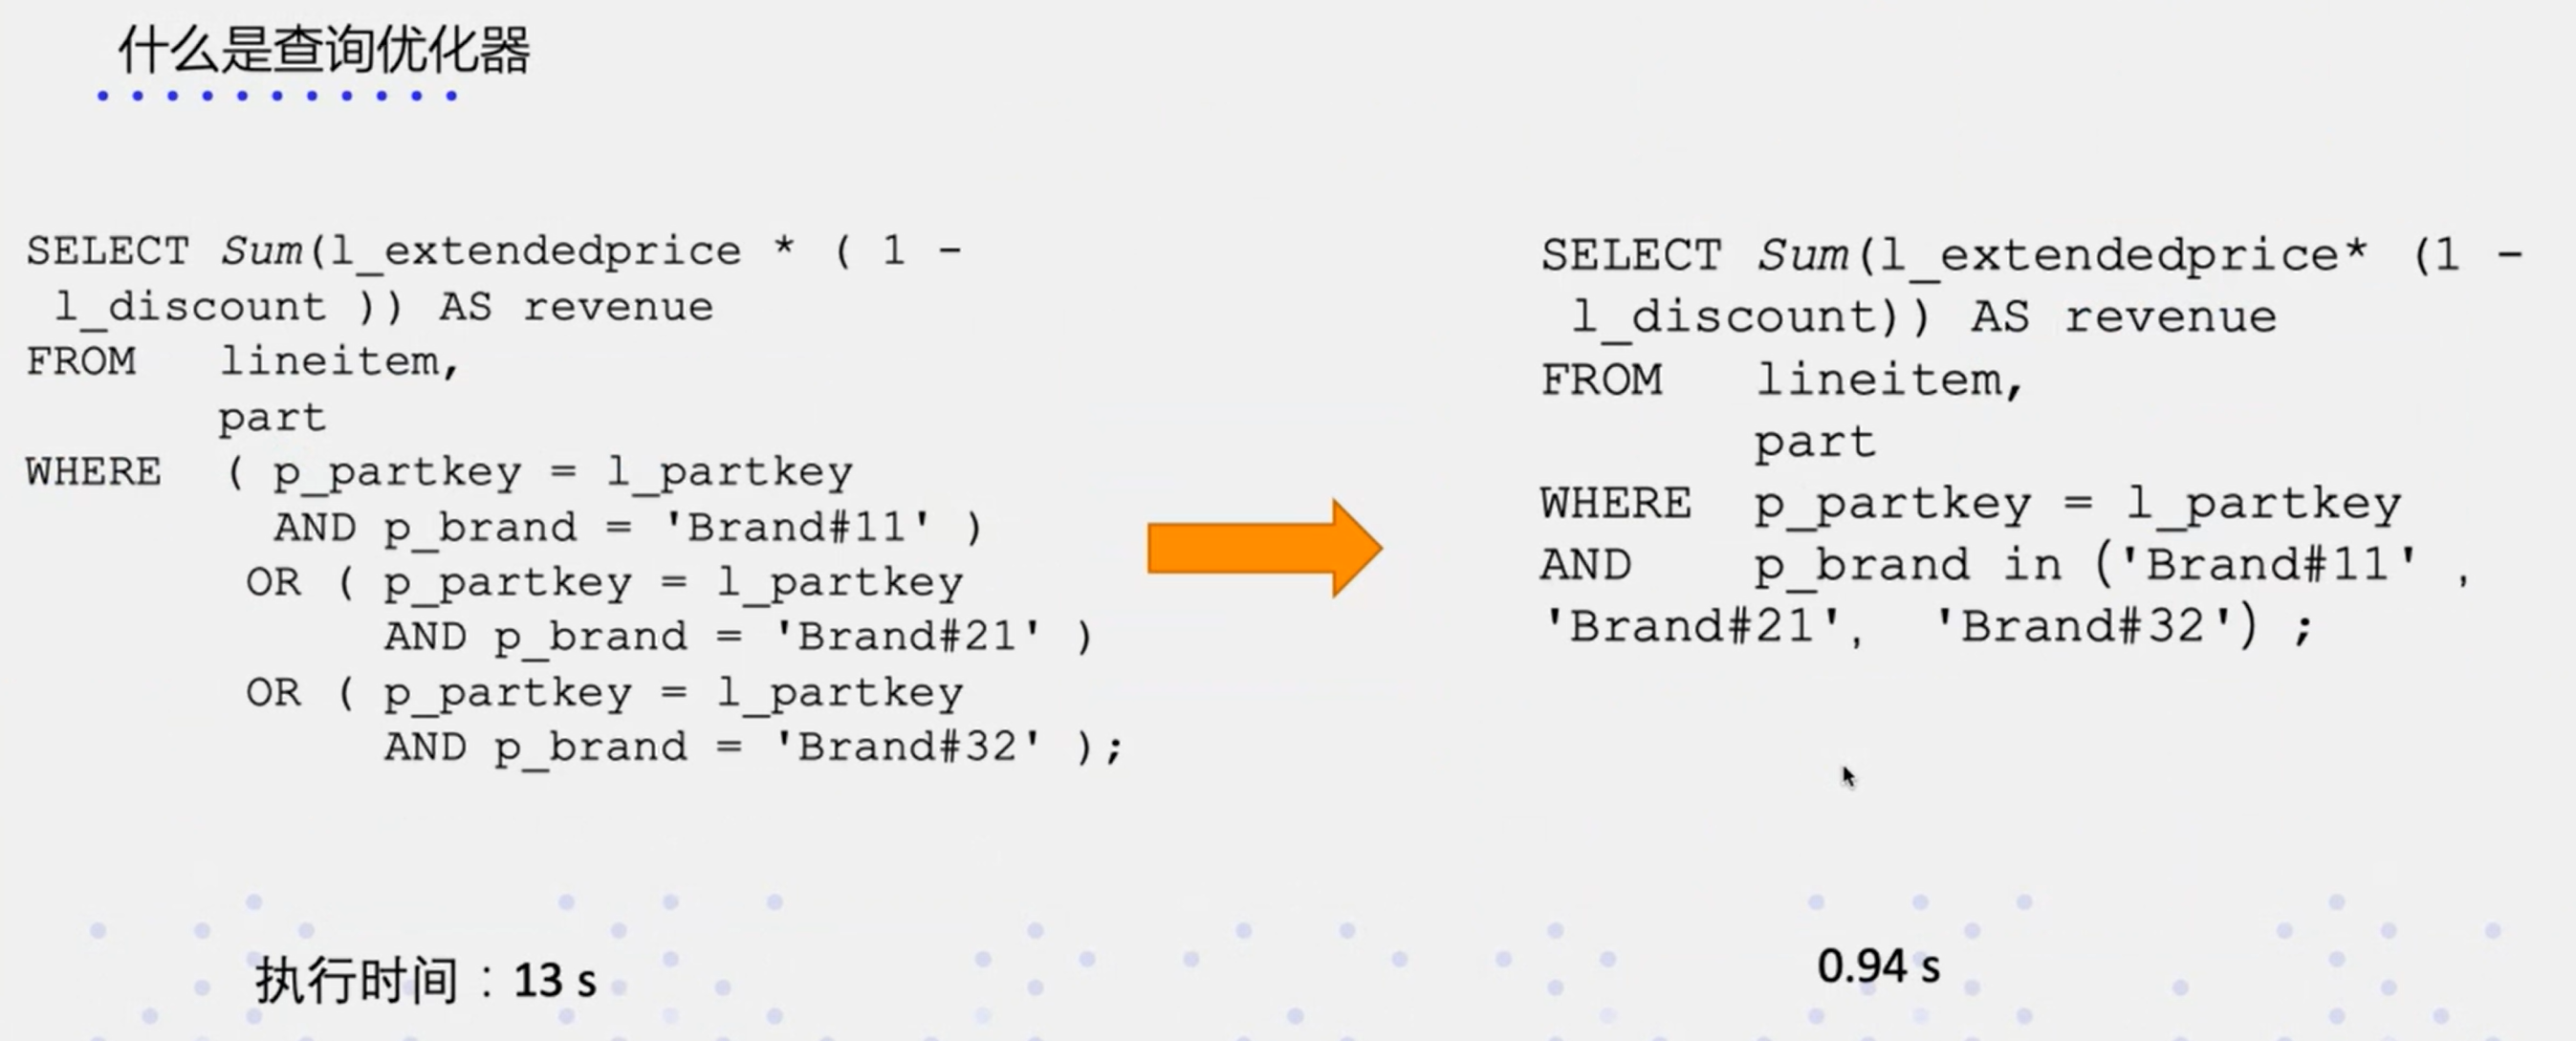 什么是查询优化器
SELECT Sum(l_extendedprice * ( 1 -
l_discount )) AS revenue
FROM lineitem,
part
WHERE ( p_partkey = l_partkey
AND p_brand = 'Brand#11' )
OR ( p_partkey = l_partkey
AND p_brand = 'Brand#21' )
OR ( p_partkey = l_partkey
AND p_brand = 'Brand#32' );
执行时间：13 s
SELECT Sum(l_extendedprice* (1 -
l_discount)) AS revenue
FROM lineitem,
part
WHERE p_partkey = l_partkey
AND p_brand in ('Brand#11' ,
'Brand#21', 'Brand#32') ;
0.94 s